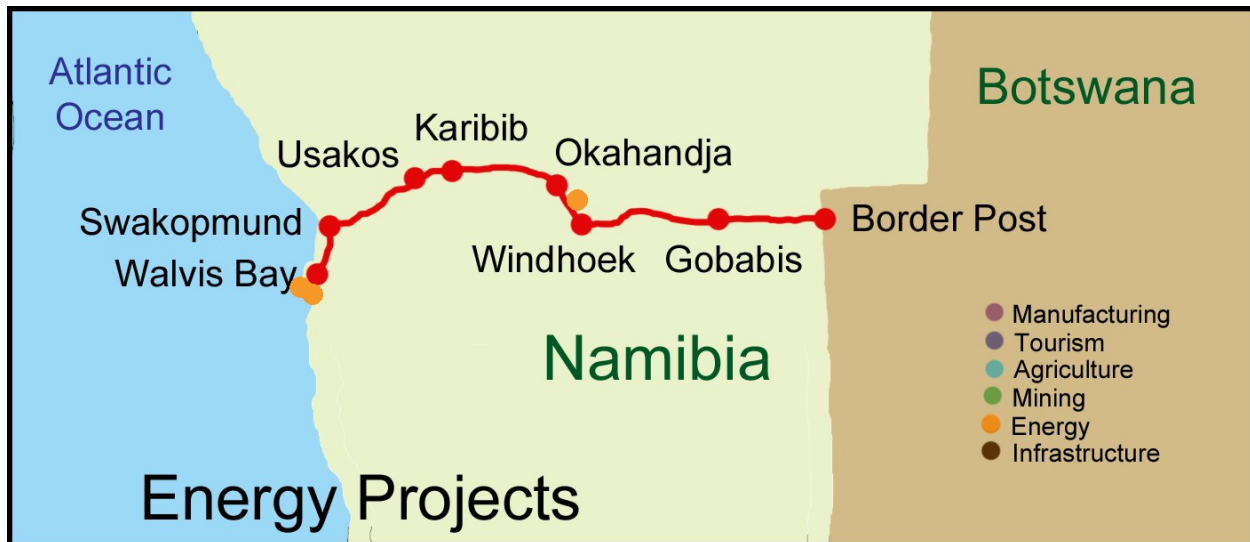 Atlantic
Ocean
Botswana
Karibib
Usakos
Okahandja
Swakopmund
Border Post
Walvis Bay
Windhoek
Gobabis
Namibia
Manufacturing
Tourism
Agriculture
Mining
Energy
Infrastructure
Energy Projects